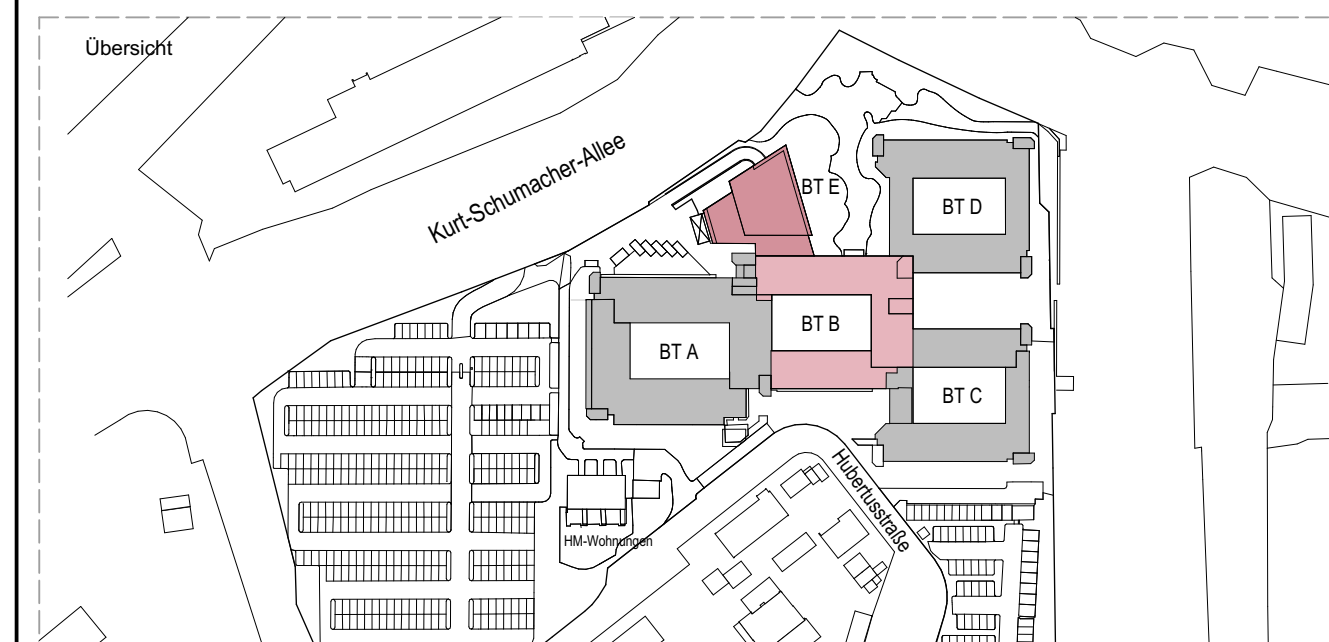 Übersicht
Kurt-Schumacher-Allee
BT E
BT D
BT B
BT A
BT C
Hubertusstraße
HM-Wohnungen